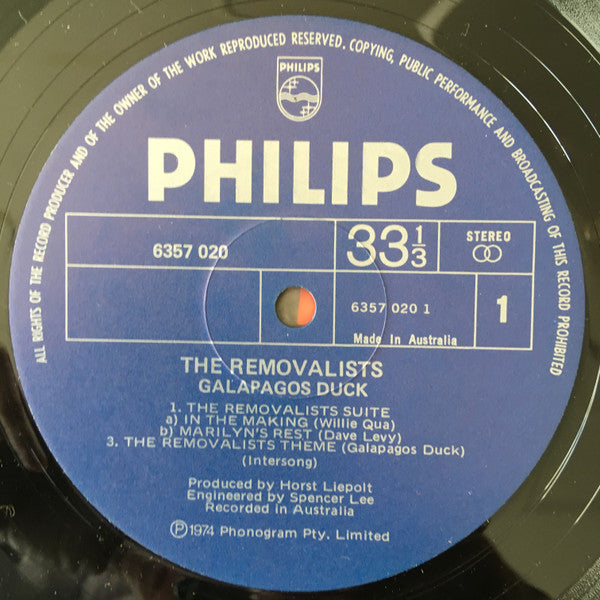 ALL RIGHTS OF THE RECORD PRODUCER AND OF THE OWNER OF THE WORK REPRODUCED RESERVED. COPYING, PUBLIC PERFORMANCE AND BROADCASTING OF THIS RECORD PROHIBITED
PHILIPS
PHILIPS
6357 020
33 1/3
STEREO
6357 020 1
1
Made in Australia
THE REMOVALISTS
GALAPAGOS DUCK
1. THE REMOVALISTS SUITE
a) IN THE MAKING (Willie Qua)
b) MARILYN'S REST (Dave Levy)
3. THE REMOVALISTS THEME (Galapagos Duck)
(Intersong)
Produced by Horst Liepolt
Engineered by Spencer Lee
Recorded in Australia
Ⓟ1974 Phonogram Pty. Limited